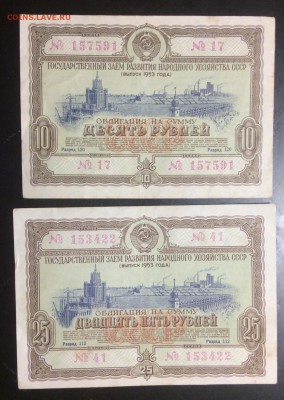 COINS.LAVE.RU
№ 157591 № 17
ГОСУДАРСТВЕННЫЙ ЗАЕМ РАЗВИТИЯ НАРОДНОГО ХОЗЯЙСТВА СССР
(ВЫПУСК 1953 ГОДА)
ОБЛИГАЦИЯ НА СУММУ
10 ДЕСЯТЬ РУБЛЕЙ 10
№ 17 № 157591
10
№ 153422 № 41
ГОСУДАРСТВЕННЫЙ ЗАЕМ РАЗВИТИЯ НАРОДНОГО ХОЗЯЙСТВА СССР
(ВЫПУСК 1953 ГОДА)
ОБЛИГАЦИЯ НА СУММУ
25 ДВАДЦАТЬ ПЯТЬ РУБЛЕЙ 25
№ 41 № 153422
25